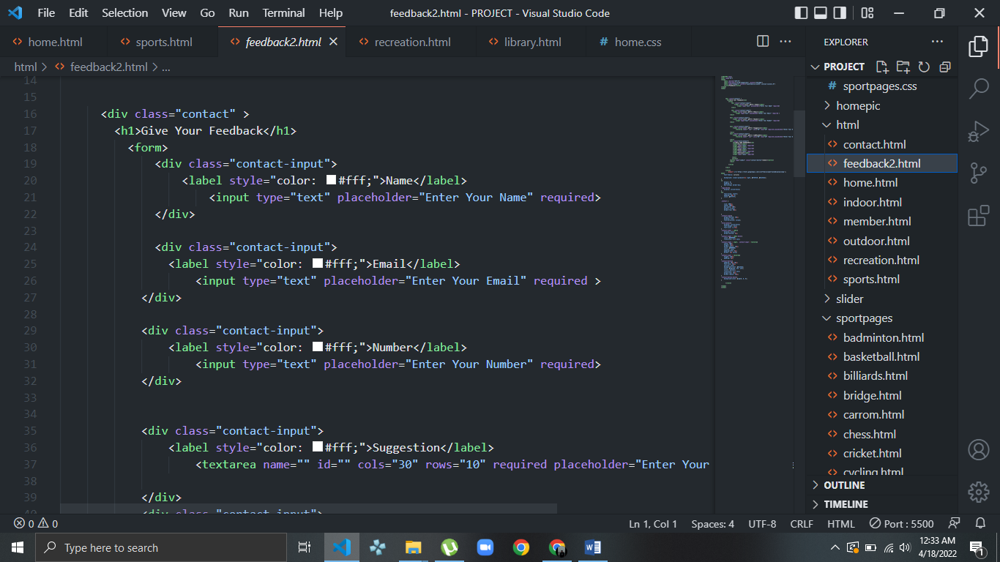 File Edit Selection View Go Run Terminal Help feedback2.html - PROJECT - Visual Studio Code
home.html sports.html feedback2.html recreation.html library.html # home.css
html > feedback2.html > ...
14
15
16 <div class="contact" >
17 <h1>Give Your Feedback</h1>
18 <form>
19 <div class="contact-input">
20 <label style="color: #fff;">Name</label>
21 <input type="text" placeholder="Enter Your Name" required>
22 </div>
23
24 <div class="contact-input">
25 <label style="color: #fff;">Email</label>
26 <input type="text" placeholder="Enter Your Email" required >
27 </div>
28
29 <div class="contact-input">
30 <label style="color: #fff;">Number</label>
31 <input type="text" placeholder="Enter Your Number" required>
32 </div>
33
34
35 <div class="contact-input">
36 <label style="color: #fff;">Suggestion</label>
37 <textarea name="" id="" cols="30" rows="10" required placeholder="Enter Your
38
39 </div>
40 <div class="contact-input">
EXPLORER
PROJECT
# sportpages.css
homepic
html
contact.html
feedback2.html
home.html
indoor.html
member.html
outdoor.html
recreation.html
sports.html
slider
sportpages
badminton.html
basketball.html
billiards.html
bridge.html
carrom.html
chess.html
cricket.html
cycling.html
OUTLINE
TIMELINE
0 0 Ln 1, Col 1 Spaces: 4 UTF-8 CRLF HTML Port : 5500
Type here to search
12:33 AM
4/18/2022
1